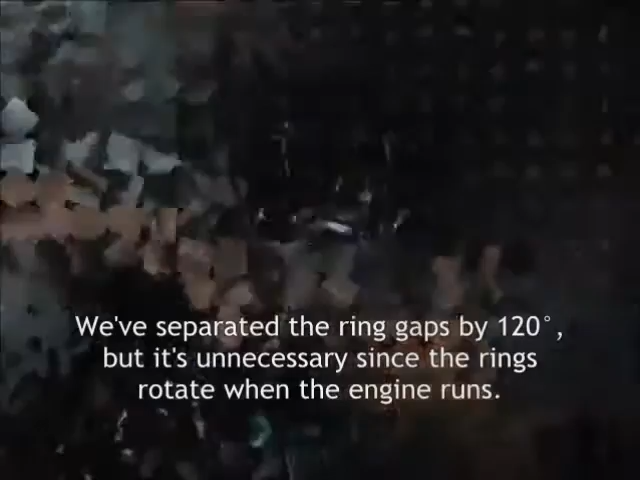 We've separated the ring gaps by 120°,
but it's unnecessary since the rings
rotate when the engine runs.